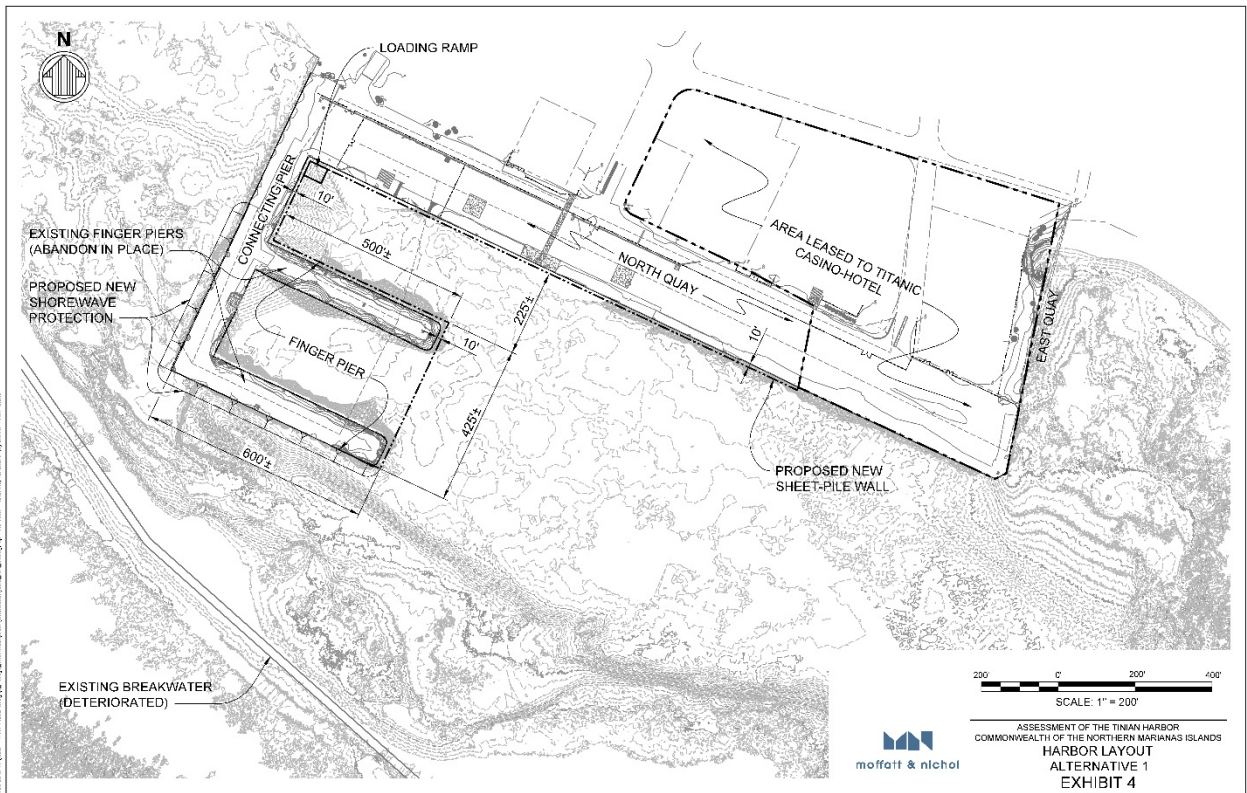 N
LOADING RAMP
CONNECTING PIER
10'
EXISTING FINGER PIERS
(ABANDON IN PLACE)
PROPOSED NEW
SHOREWAVE
PROTECTION
500'±
FINGER PIER
10'
225'±
425'±
600'±
NORTH QUAY
10'
AREA LEASED TO TITANIC
CASINO-HOTEL
EAST QUAY
PROPOSED NEW
SHEET-PILE WALL
EXISTING BREAKWATER
(DETERIORATED)
200' 0' 200' 400'
SCALE: 1" = 200'
moffatt & nichol
ASSESSMENT OF THE TINIAN HARBOR
COMMONWEALTH OF THE NORTHERN MARIANAS ISLANDS
HARBOR LAYOUT
ALTERNATIVE 1
EXHIBIT 4